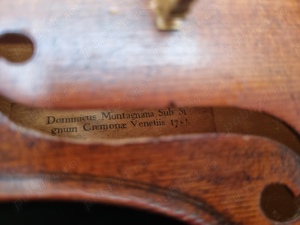 Dominicus Montagnana Sub Si
gnum Cremonæ Venetiis